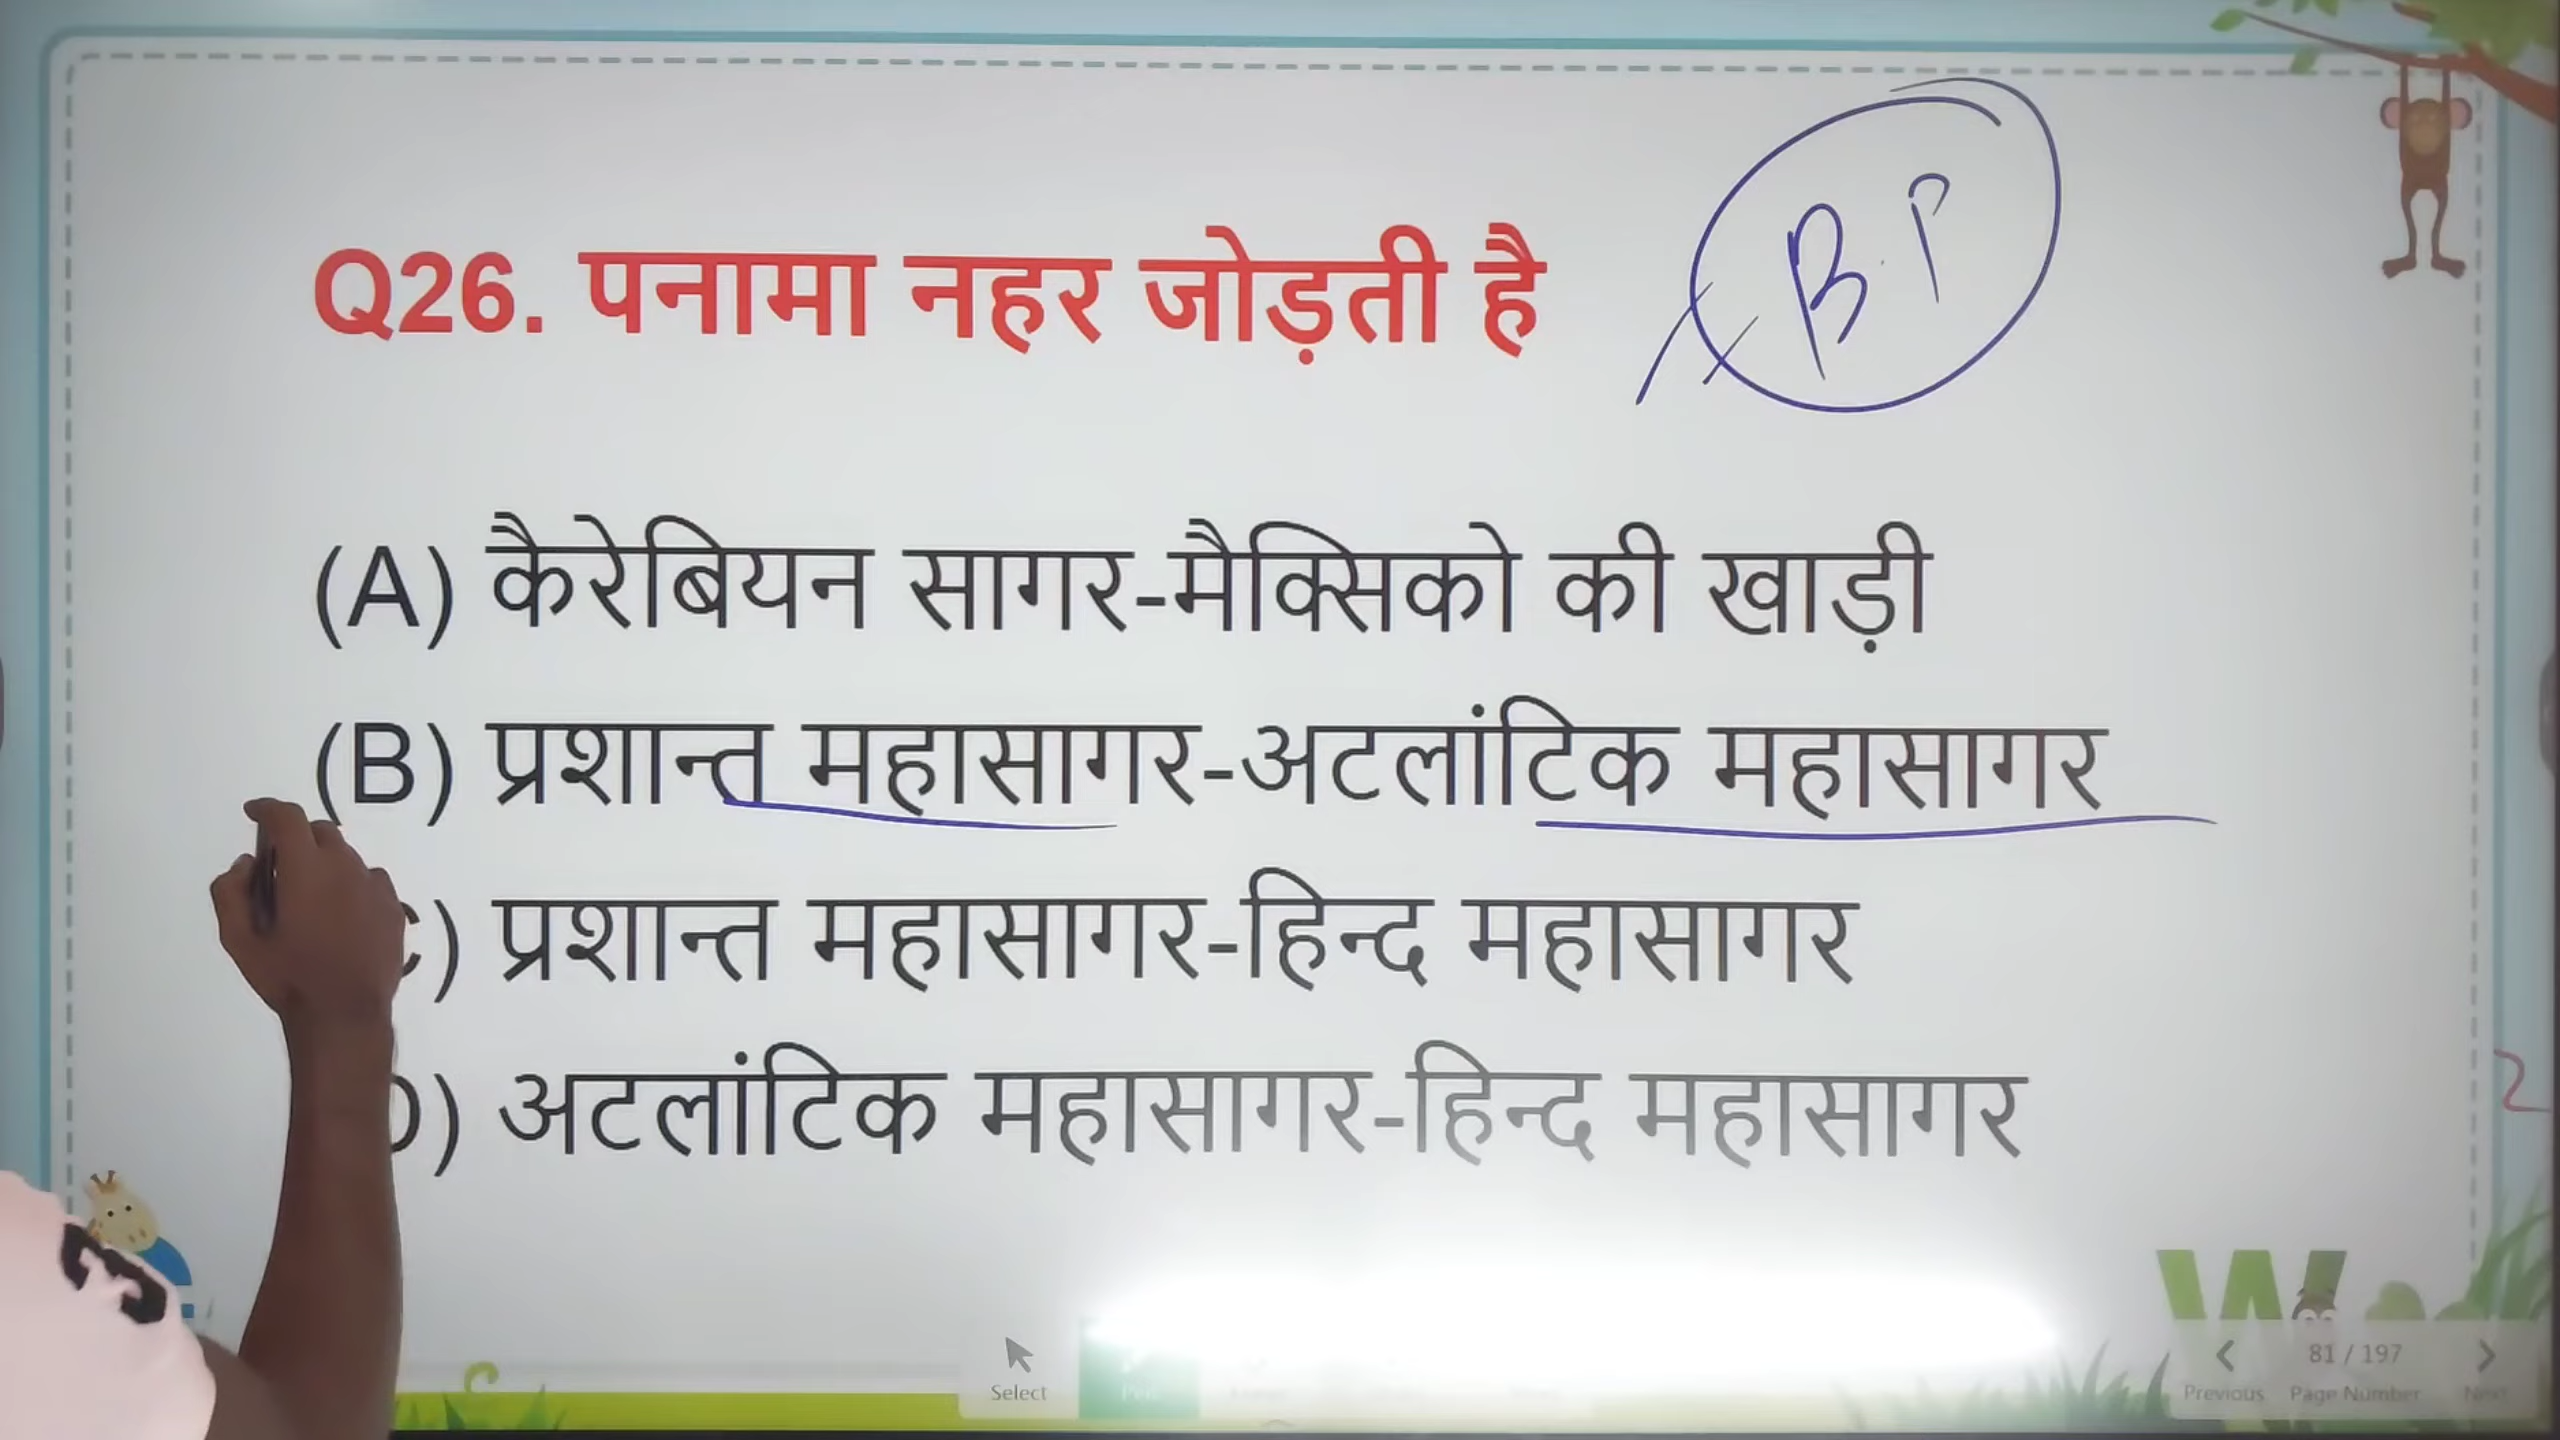 Q26. पनामा नहर जोड़ती है
B.P
(A) कैरेबियन सागर-मैक्सिको की खाड़ी
(B) प्रशान्त महासागर-अटलांटिक महासागर
C) प्रशान्त महासागर-हिन्द महासागर
D) अटलांटिक महासागर-हिन्द महासागर
W
Select
81 / 197
Previous Page Number Next